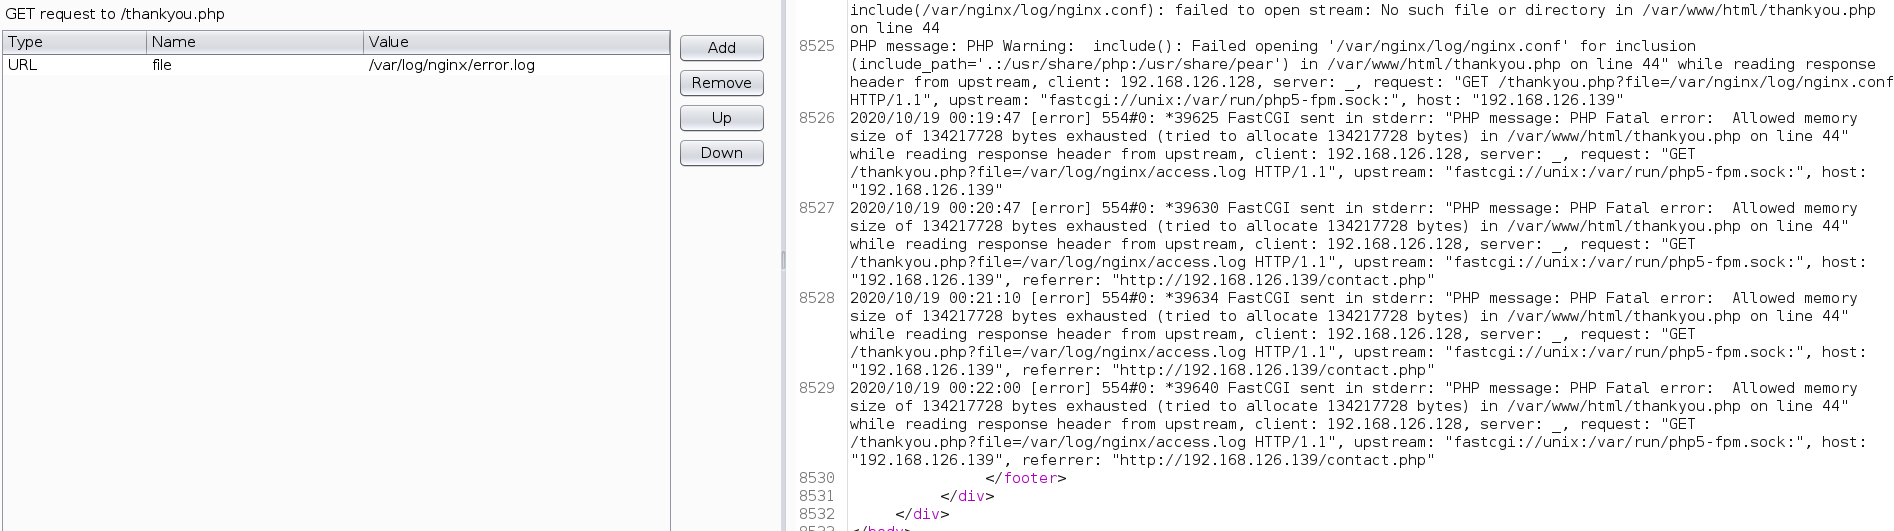 GET request to /thankyou.php
Type Name Value
URL file /var/log/nginx/error.log
Add
Remove
Up
Down
include(/var/nginx/log/nginx.conf): failed to open stream: No such file or directory in /var/www/html/thankyou.php
on line 44
8525 PHP message: PHP Warning:  include(): Failed opening '/var/nginx/log/nginx.conf' for inclusion
(include_path='.:/usr/share/php:/usr/share/pear') in /var/www/html/thankyou.php on line 44" while reading response
header from upstream, client: 192.168.126.128, server: _, request: "GET /thankyou.php?file=/var/nginx/log/nginx.conf
HTTP/1.1", upstream: "fastcgi://unix:/var/run/php5-fpm.sock:", host: "192.168.126.139"
8526 2020/10/19 00:19:47 [error] 554#0: *39625 FastCGI sent in stderr: "PHP message: PHP Fatal error:  Allowed memory
size of 134217728 bytes exhausted (tried to allocate 134217728 bytes) in /var/www/html/thankyou.php on line 44"
while reading response header from upstream, client: 192.168.126.128, server: _, request: "GET
/thankyou.php?file=/var/log/nginx/access.log HTTP/1.1", upstream: "fastcgi://unix:/var/run/php5-fpm.sock:", host:
"192.168.126.139"
8527 2020/10/19 00:20:47 [error] 554#0: *39630 FastCGI sent in stderr: "PHP message: PHP Fatal error:  Allowed memory
size of 134217728 bytes exhausted (tried to allocate 134217728 bytes) in /var/www/html/thankyou.php on line 44"
while reading response header from upstream, client: 192.168.126.128, server: _, request: "GET
/thankyou.php?file=/var/log/nginx/access.log HTTP/1.1", upstream: "fastcgi://unix:/var/run/php5-fpm.sock:", host:
"192.168.126.139", referrer: "http://192.168.126.139/contact.php"
8528 2020/10/19 00:21:10 [error] 554#0: *39634 FastCGI sent in stderr: "PHP message: PHP Fatal error:  Allowed memory
size of 134217728 bytes exhausted (tried to allocate 134217728 bytes) in /var/www/html/thankyou.php on line 44"
while reading response header from upstream, client: 192.168.126.128, server: _, request: "GET
/thankyou.php?file=/var/log/nginx/access.log HTTP/1.1", upstream: "fastcgi://unix:/var/run/php5-fpm.sock:", host:
"192.168.126.139", referrer: "http://192.168.126.139/contact.php"
8529 2020/10/19 00:22:00 [error] 554#0: *39640 FastCGI sent in stderr: "PHP message: PHP Fatal error:  Allowed memory
size of 134217728 bytes exhausted (tried to allocate 134217728 bytes) in /var/www/html/thankyou.php on line 44"
while reading response header from upstream, client: 192.168.126.128, server: _, request: "GET
/thankyou.php?file=/var/log/nginx/access.log HTTP/1.1", upstream: "fastcgi://unix:/var/run/php5-fpm.sock:", host:
"192.168.126.139", referrer: "http://192.168.126.139/contact.php"
8530 </footer>
8531 </div>
8532 </div>
8533 </body>